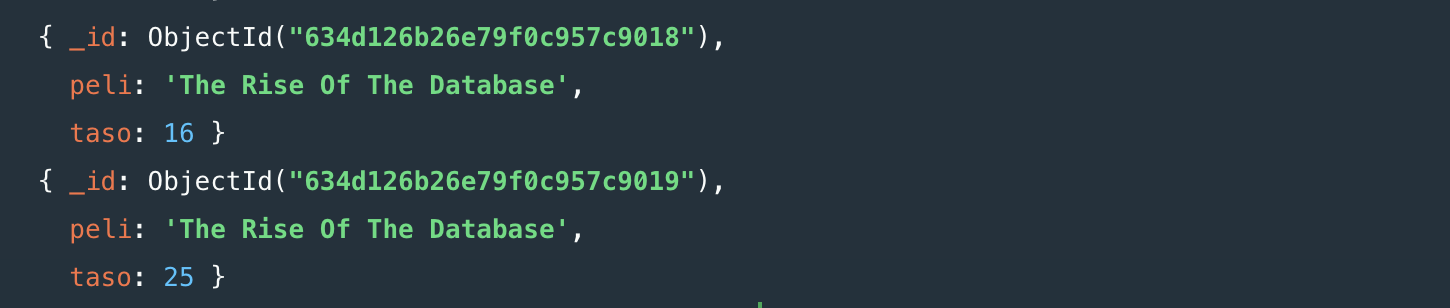 { _id: ObjectId("634d126b26e79f0c957c9018"),
peli: 'The Rise Of The Database',
taso: 16 }
{ _id: ObjectId("634d126b26e79f0c957c9019"),
peli: 'The Rise Of The Database',
taso: 25 }